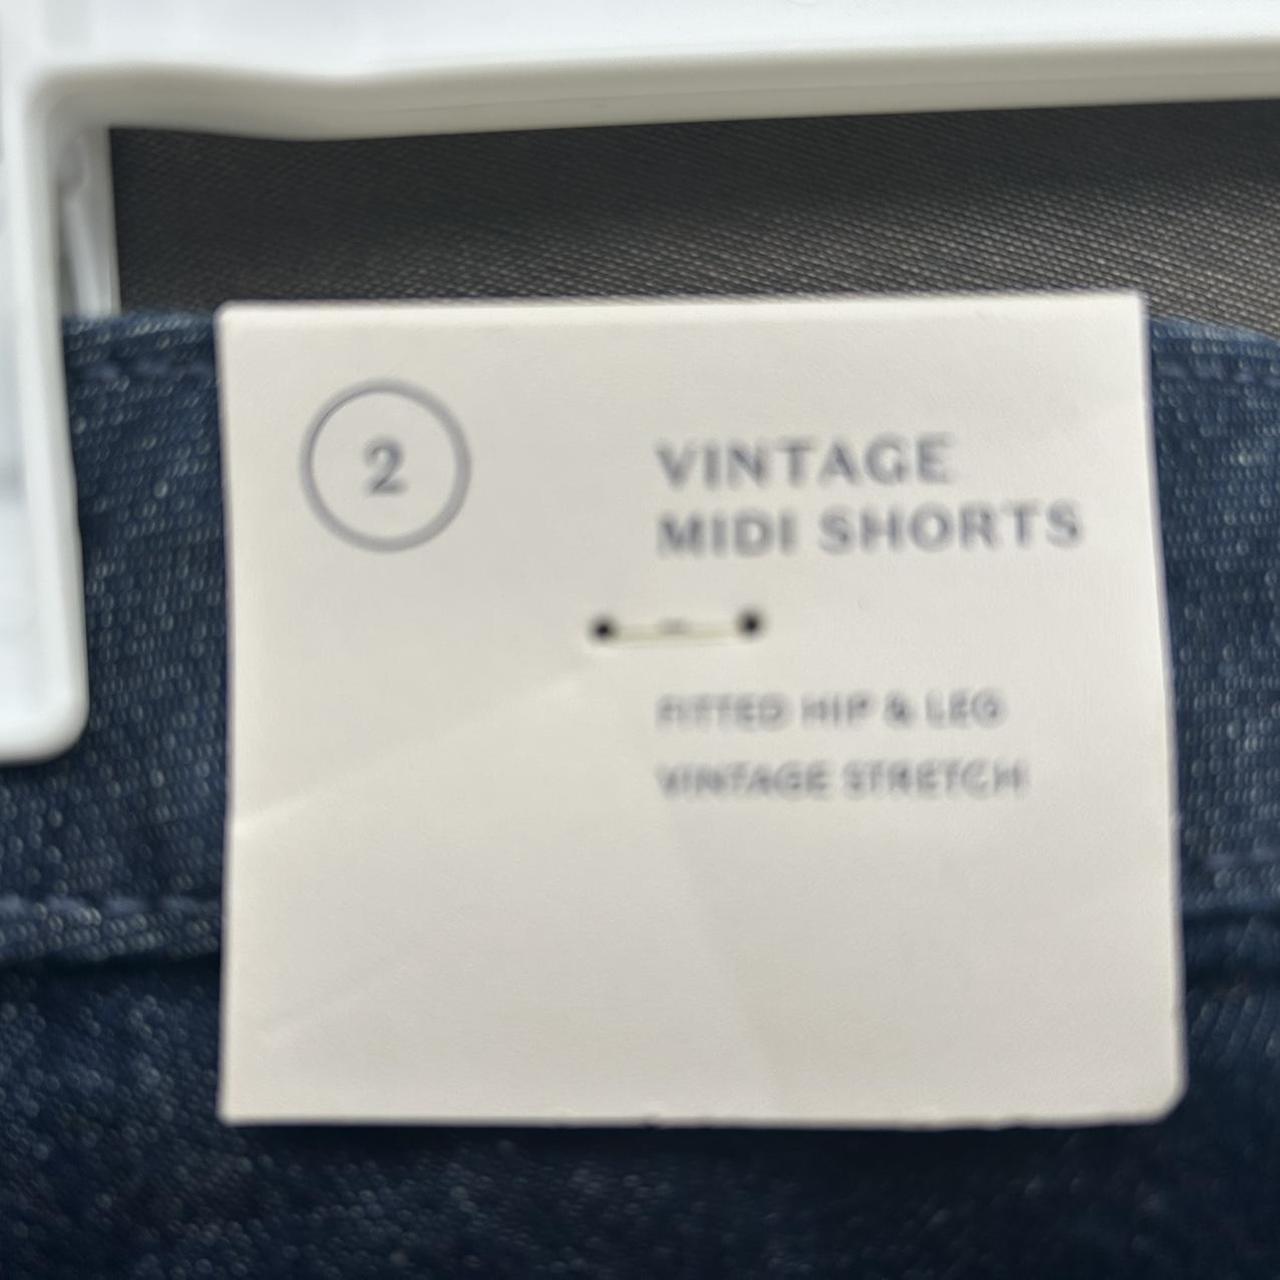 2
VINTAGE
MIDI SHORTS
FITTED HIP & LEG
VINTAGE STRETCH